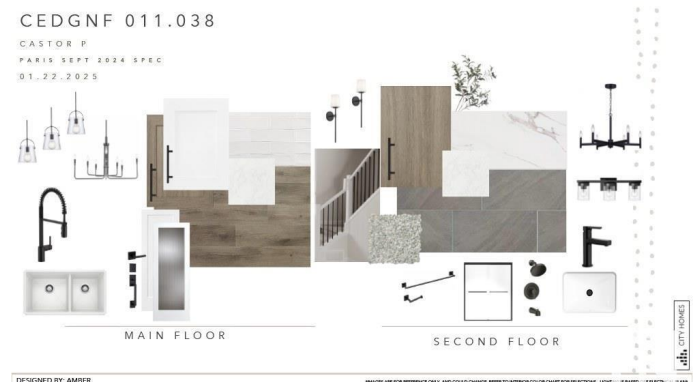 CEDGNF 011.038
CASTOR P
PARIS SEPT 2024 SPEC
01.22.2025
MAIN FLOOR
SECOND FLOOR
CITY HOMES
DESIGNED BY: AMBER